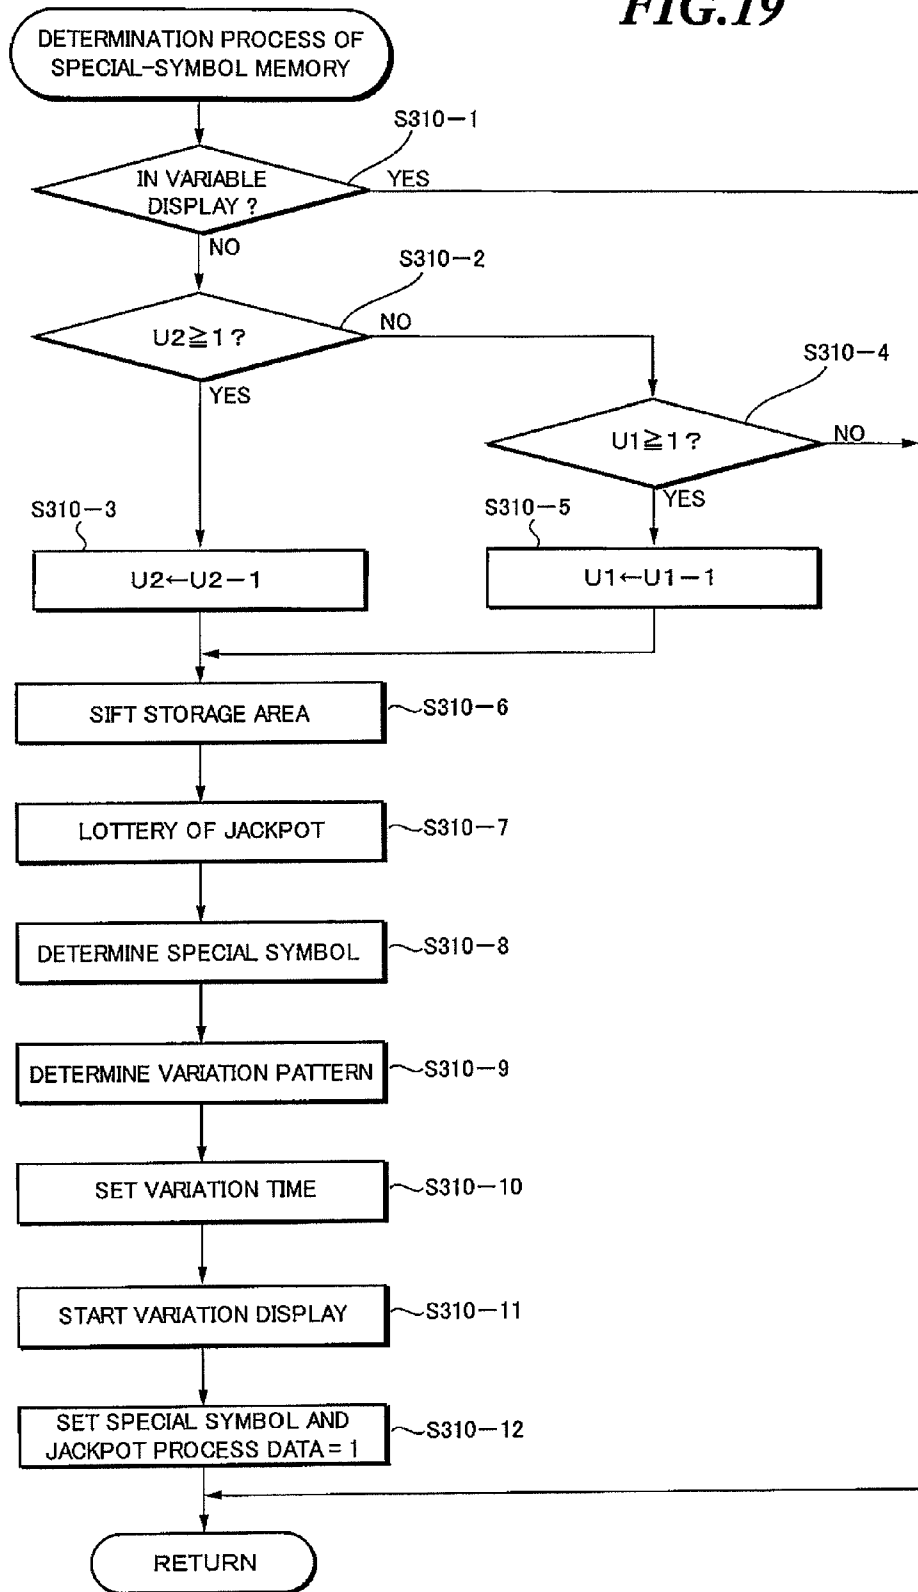 FIG.19
DETERMINATION PROCESS OF
SPECIAL-SYMBOL MEMORY
S310-1
IN VARIABLE
DISPLAY ?
YES
NO
S310-2
U2≧1?
NO
YES
S310-4
U1≧1?
NO
YES
S310-3
U2←U2-1
S310-5
U1←U1-1
SIFT STORAGE AREA
S310-6
LOTTERY OF JACKPOT
S310-7
DETERMINE SPECIAL SYMBOL
S310-8
DETERMINE VARIATION PATTERN
S310-9
SET VARIATION TIME
S310-10
START VARIATION DISPLAY
S310-11
SET SPECIAL SYMBOL AND
JACKPOT PROCESS DATA = 1
S310-12
RETURN